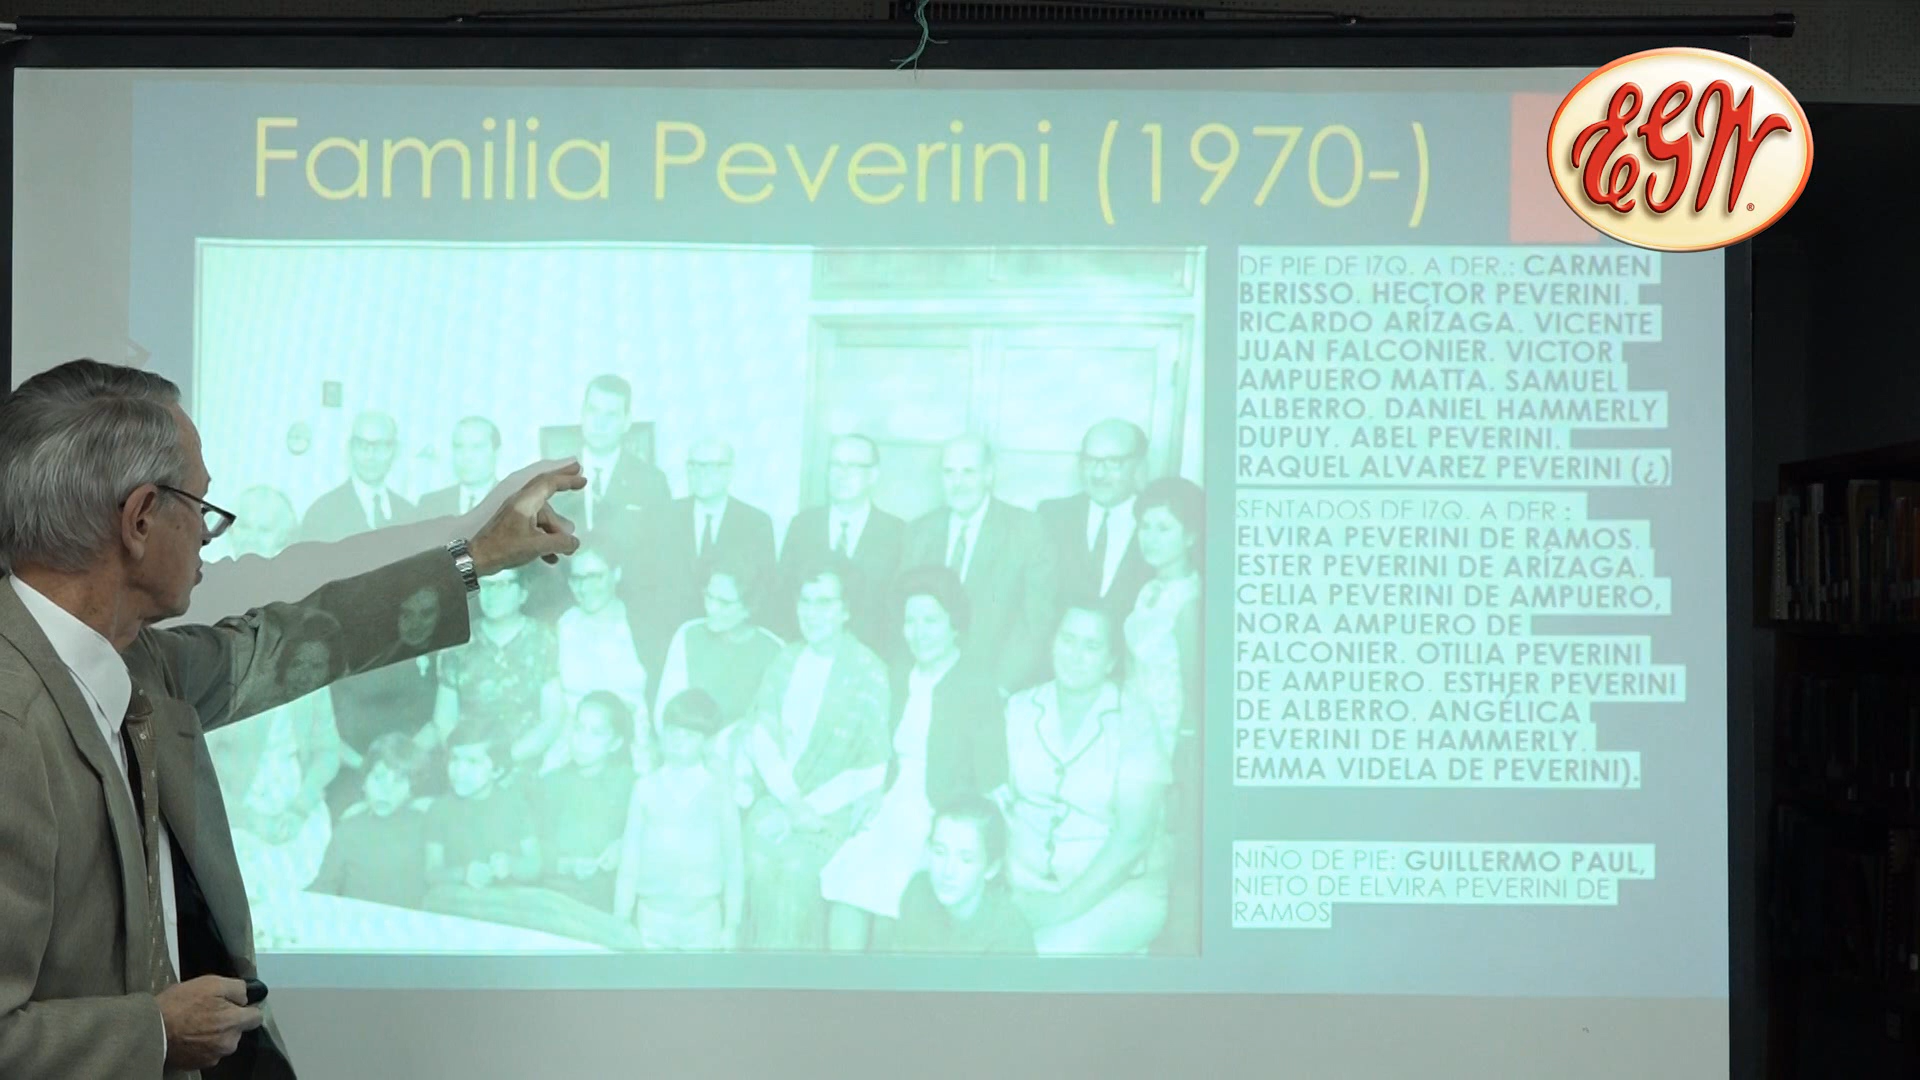 Familia Peverini (1970-)
EGW
DE PIE DE IZQ. A DER.: CARMEN
BERISSO. HECTOR PEVERINI.
RICARDO ARÍZAGA. VICENTE
JUAN FALCONIER. VICTOR
AMPUERO MATTA. SAMUEL
ALBERRO. DANIEL HAMMERLY
DUPUY. ABEL PEVERINI.
RAQUEL ALVAREZ PEVERINI (¿)
SENTADOS DE IZQ. A DER.:
ELVIRA PEVERINI DE RAMOS.
ESTER PEVERINI DE ARÍZAGA.
CELIA PEVERINI DE AMPUERO,
NORA AMPUERO DE
FALCONIER. OTILIA PEVERINI
DE AMPUERO. ESTHER PEVERINI
DE ALBERRO. ANGÉLICA
PEVERINI DE HAMMERLY.
EMMA VIDELA DE PEVERINI).
NIÑO DE PIE: GUILLERMO PAUL,
NIETO DE ELVIRA PEVERINI DE
RAMOS